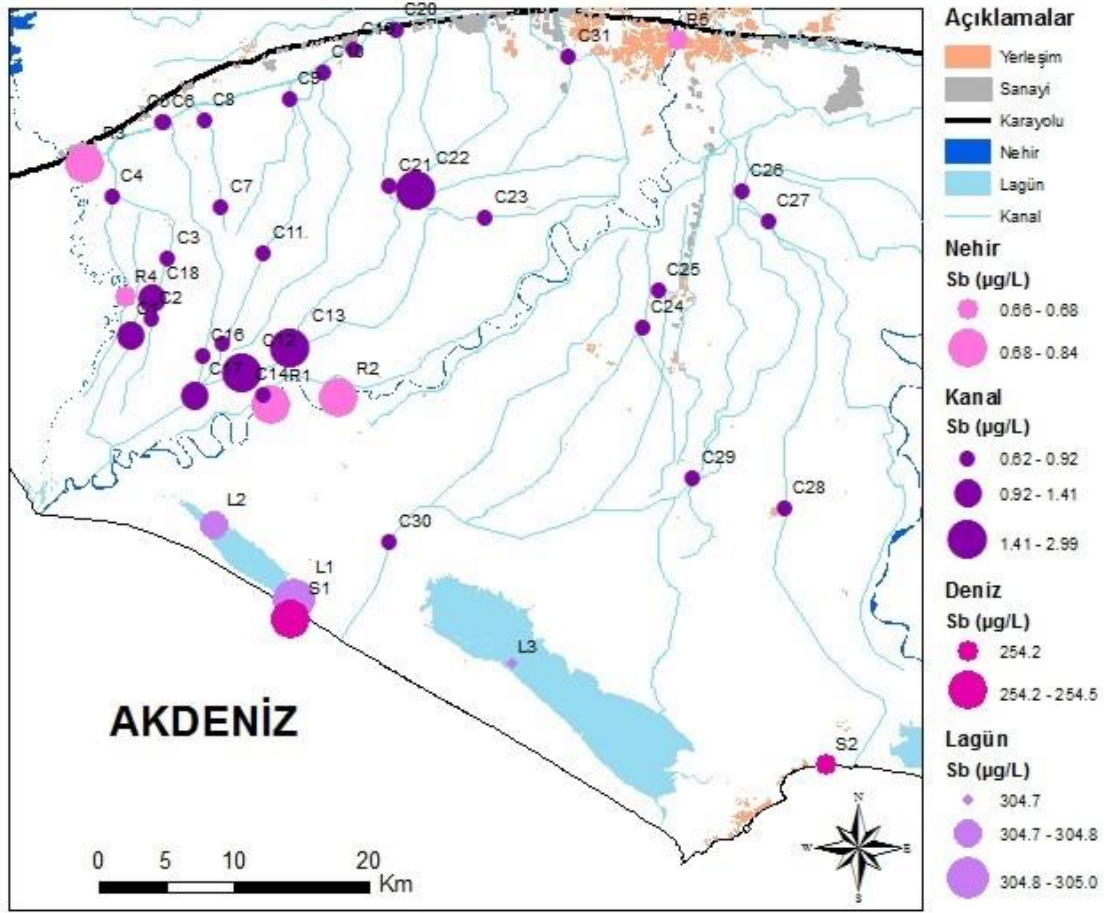 C20
C19
C31
R5
C10
C9
C5 C6
C8
R3
C4
C7
C21
C22
C23
C26
C27
C3
C11
C18
R4
C2
C25
C24
C13
C16
C12
C17
C14
R1
R2
C29
C28
L2
C30
L1
S1
L3
S2
AKDENİZ
N
W
E
S
0 5 10 20
Km
Açıklamalar
Yerleşim
Sanayi
Karayolu
Nehir
Lagün
Kanal
Nehir
Sb (µg/L)
0.66 - 0.68
0.68 - 0.84
Kanal
Sb (µg/L)
0.62 - 0.92
0.92 - 1.41
1.41 - 2.99
Deniz
Sb (µg/L)
254.2
254.2 - 254.5
Lagün
Sb (µg/L)
304.7
304.7 - 304.8
304.8 - 305.0